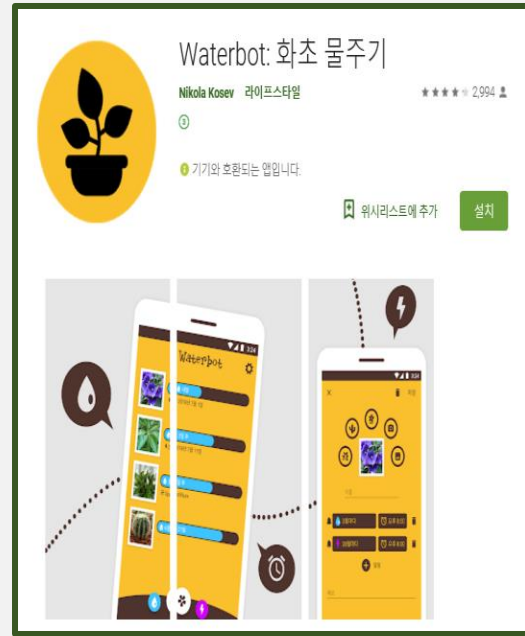 Waterbot: 화초 물주기
Nikola Kosev 라이프스타일
2,994
3
기기와 호환되는 앱입니다.
위시리스트에 추가
설치
Waterbot